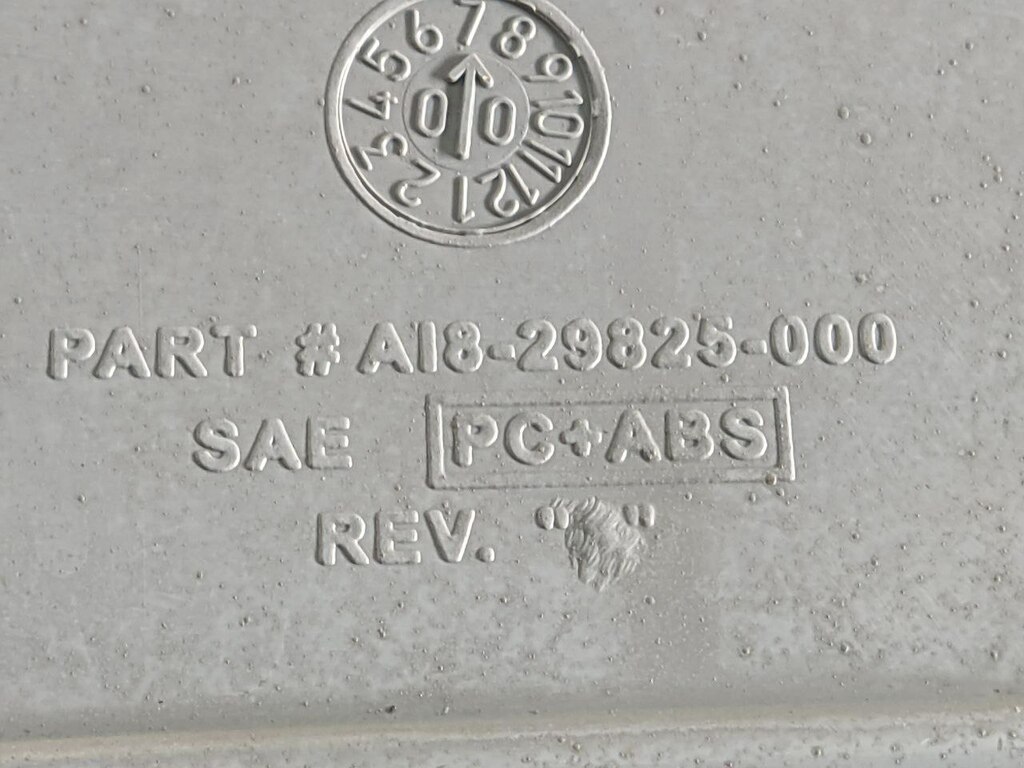 1 2 3 4 5 6 7 8 9 10 11 12
0 0
PART # A18-29825-000
SAE PC+ABS
REV. " "